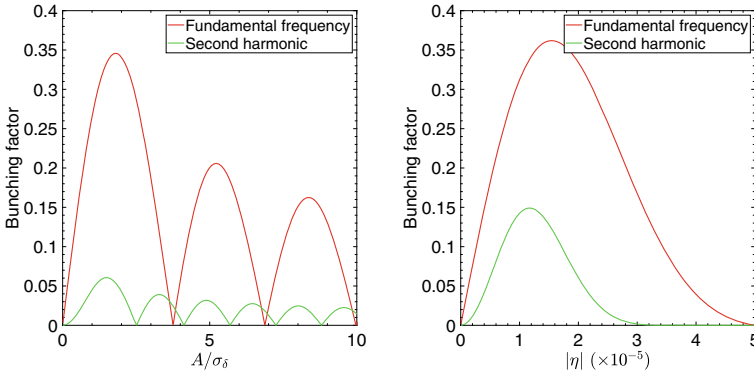 0.4
0.35
0.3
0.25
0.2
0.15
0.1
0.05
0
Bunching factor
Fundamental frequency
Second harmonic
0 5 10
A/σ_δ
0.4
0.35
0.3
0.25
0.2
0.15
0.1
0.05
0
Bunching factor
Fundamental frequency
Second harmonic
0 1 2 3 4 5
|η| (×10⁻⁵)